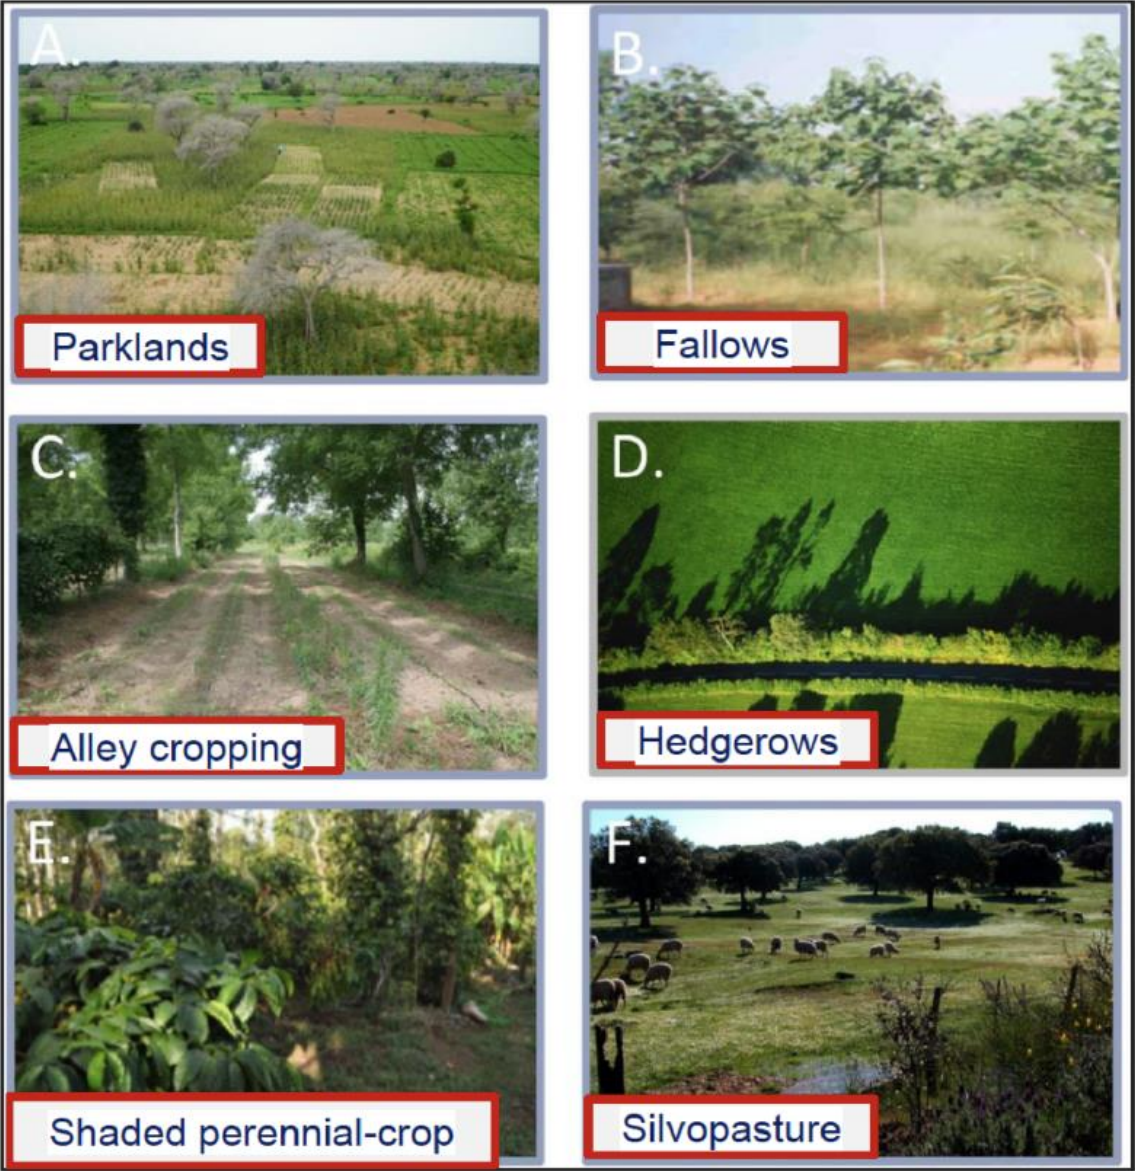 A.
Parklands
B.
Fallows
C.
Alley cropping
D.
Hedgerows
E.
Shaded perennial-crop
F.
Silvopasture